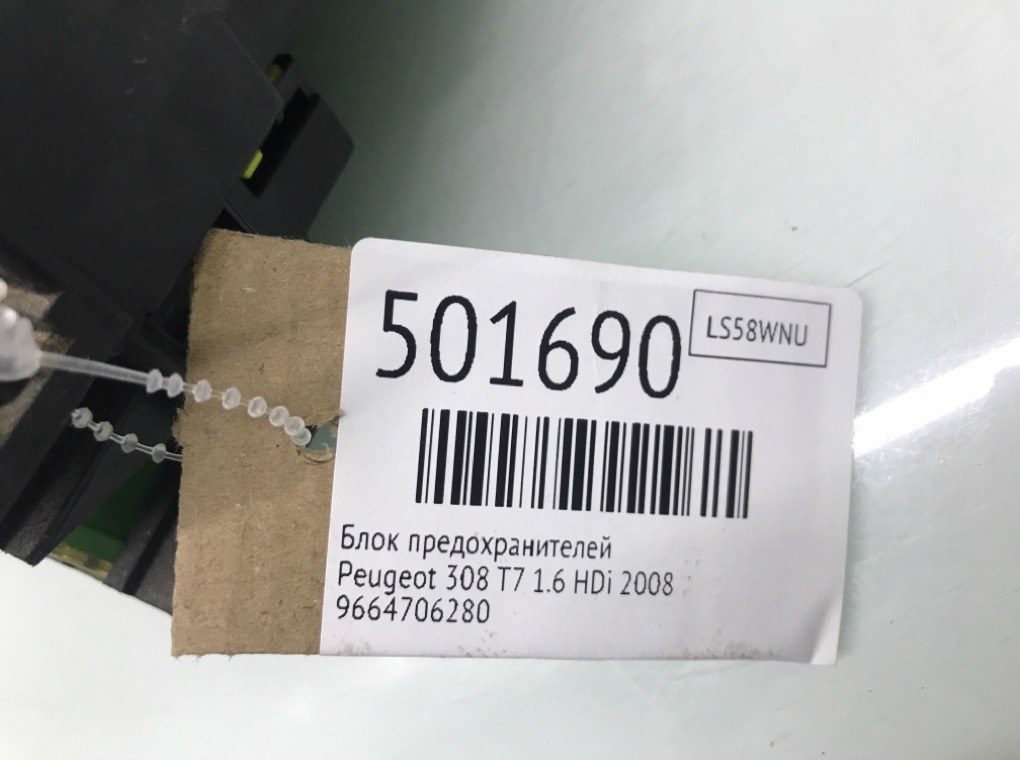 501690
LS58WNU
Блок предохранителей
Peugeot 308 T7 1.6 HDi 2008
9664706280